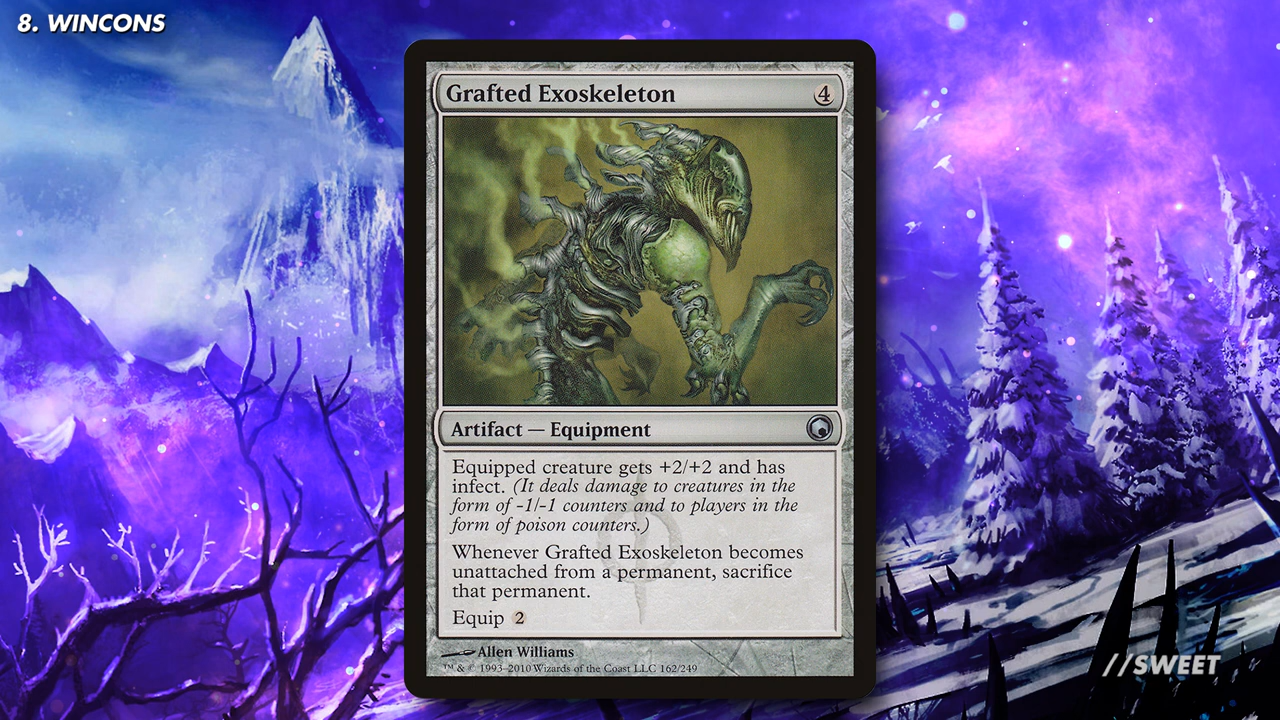 8. WINCONS
Grafted Exoskeleton 4
Artifact — Equipment
Equipped creature gets +2/+2 and has
infect. (It deals damage to creatures in the
form of -1/-1 counters and to players in the
form of poison counters.)
Whenever Grafted Exoskeleton becomes
unattached from a permanent, sacrifice
that permanent.
Equip 2
Allen Williams
™ & © 1993–2010 Wizards of the Coast LLC 162/249
//SWEET